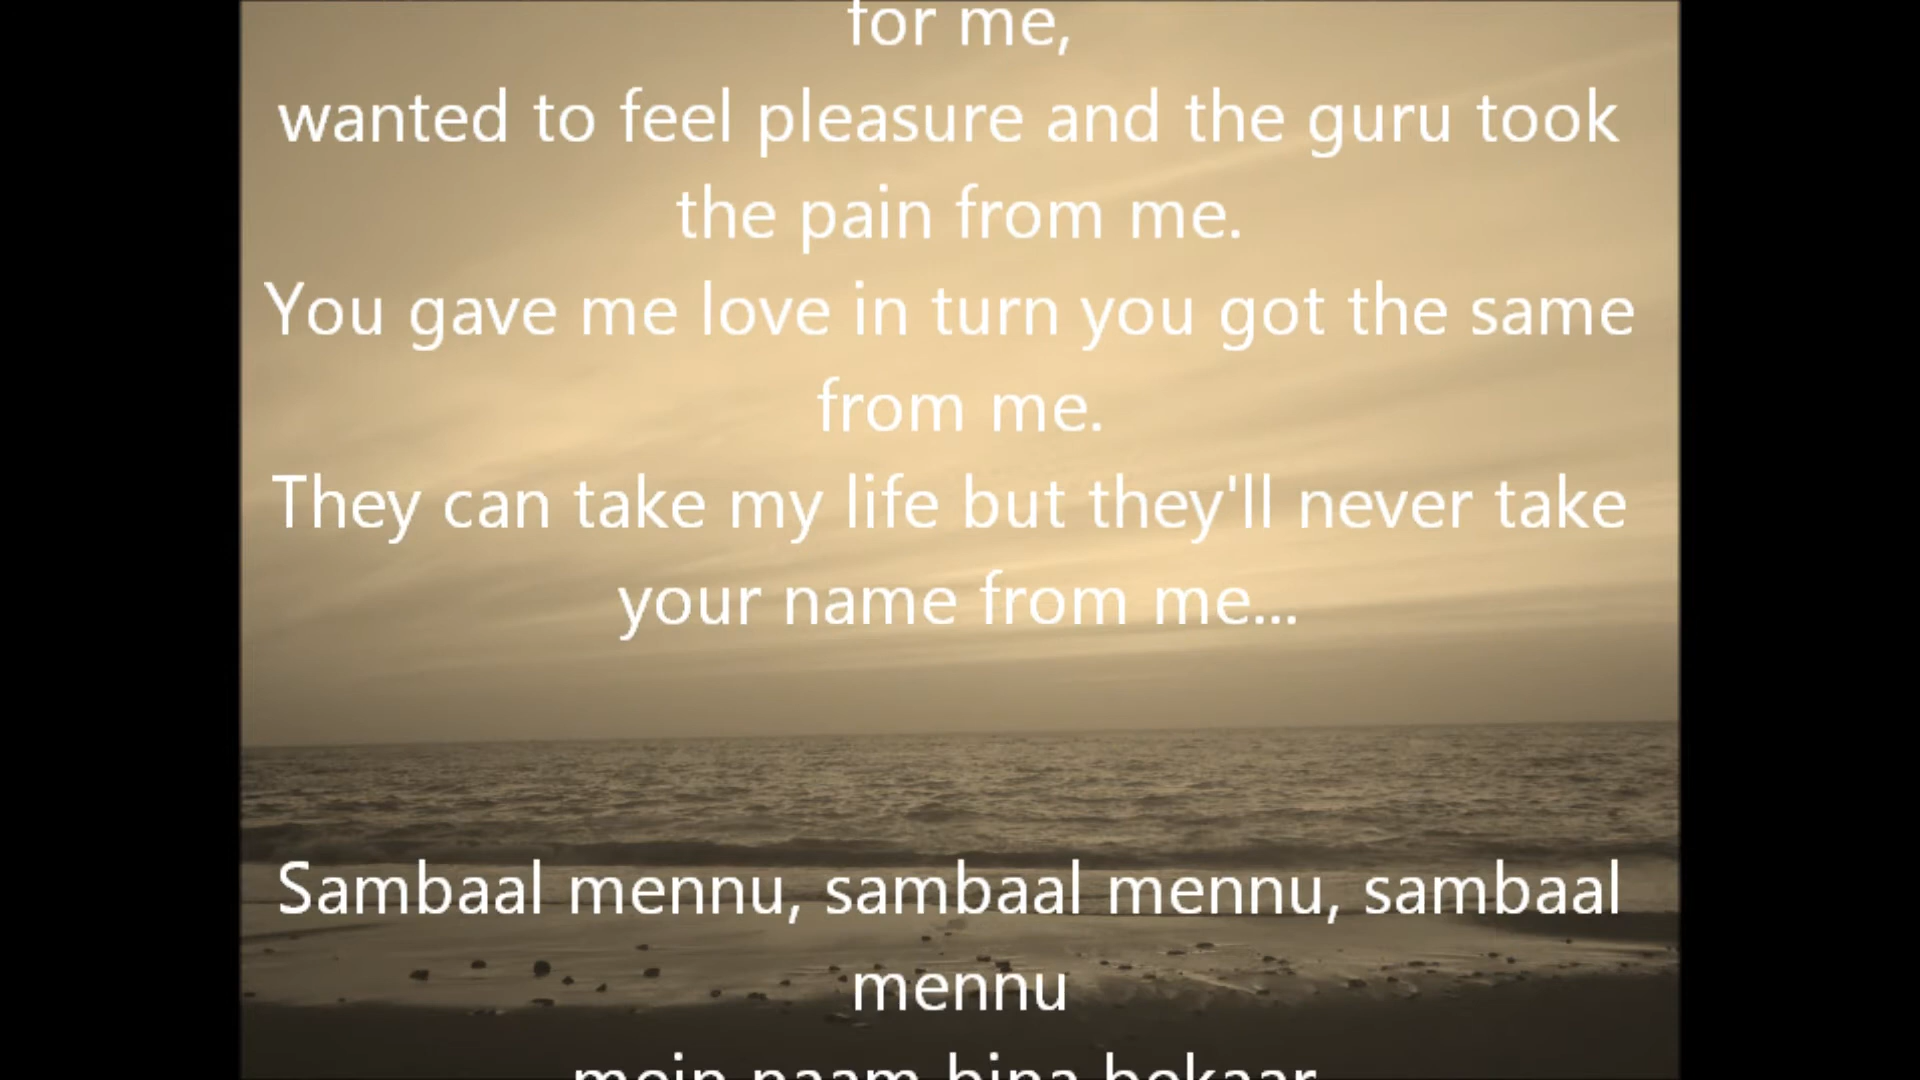 for me,
wanted to feel pleasure and the guru took
the pain from me.
You gave me love in turn you got the same
from me.
They can take my life but they'll never take
your name from me...
Sambaal mennu, sambaal mennu, sambaal
mennu
mein naam bina bekaar